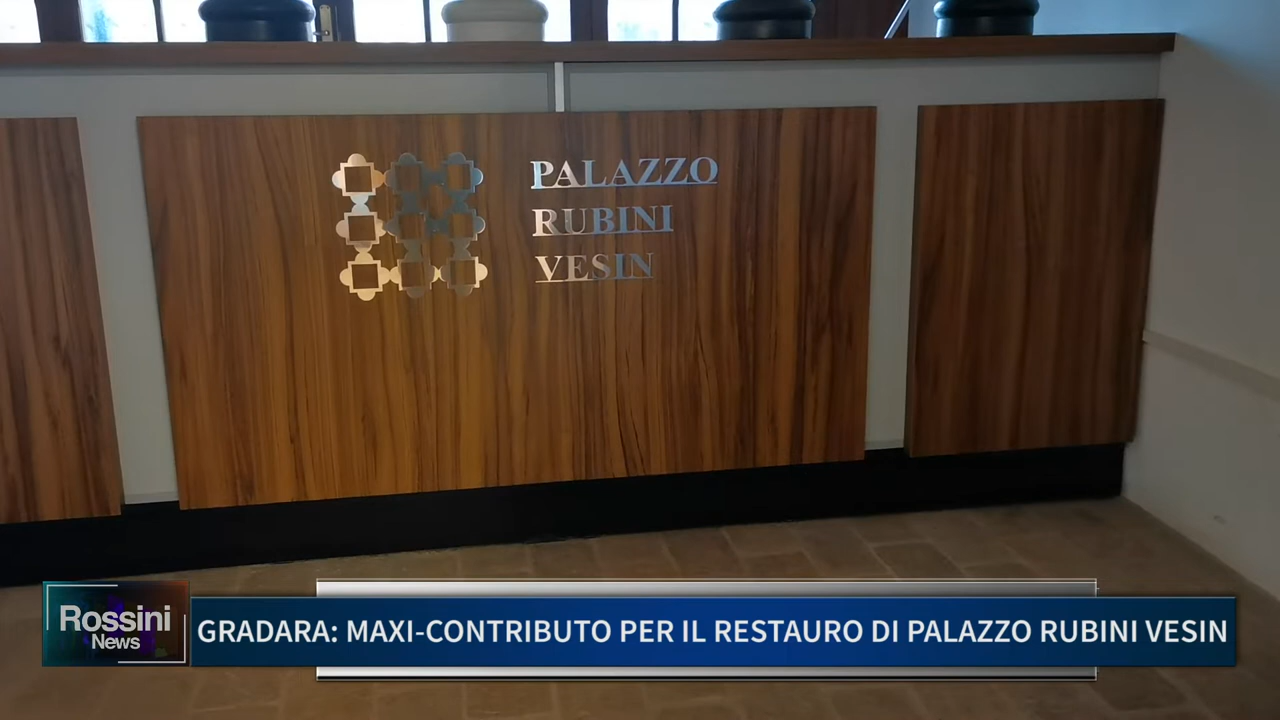 PALAZZO
RUBINI
VESIN
Rossini
News
GRADARA: MAXI-CONTRIBUTO PER IL RESTAURO DI PALAZZO RUBINI VESIN